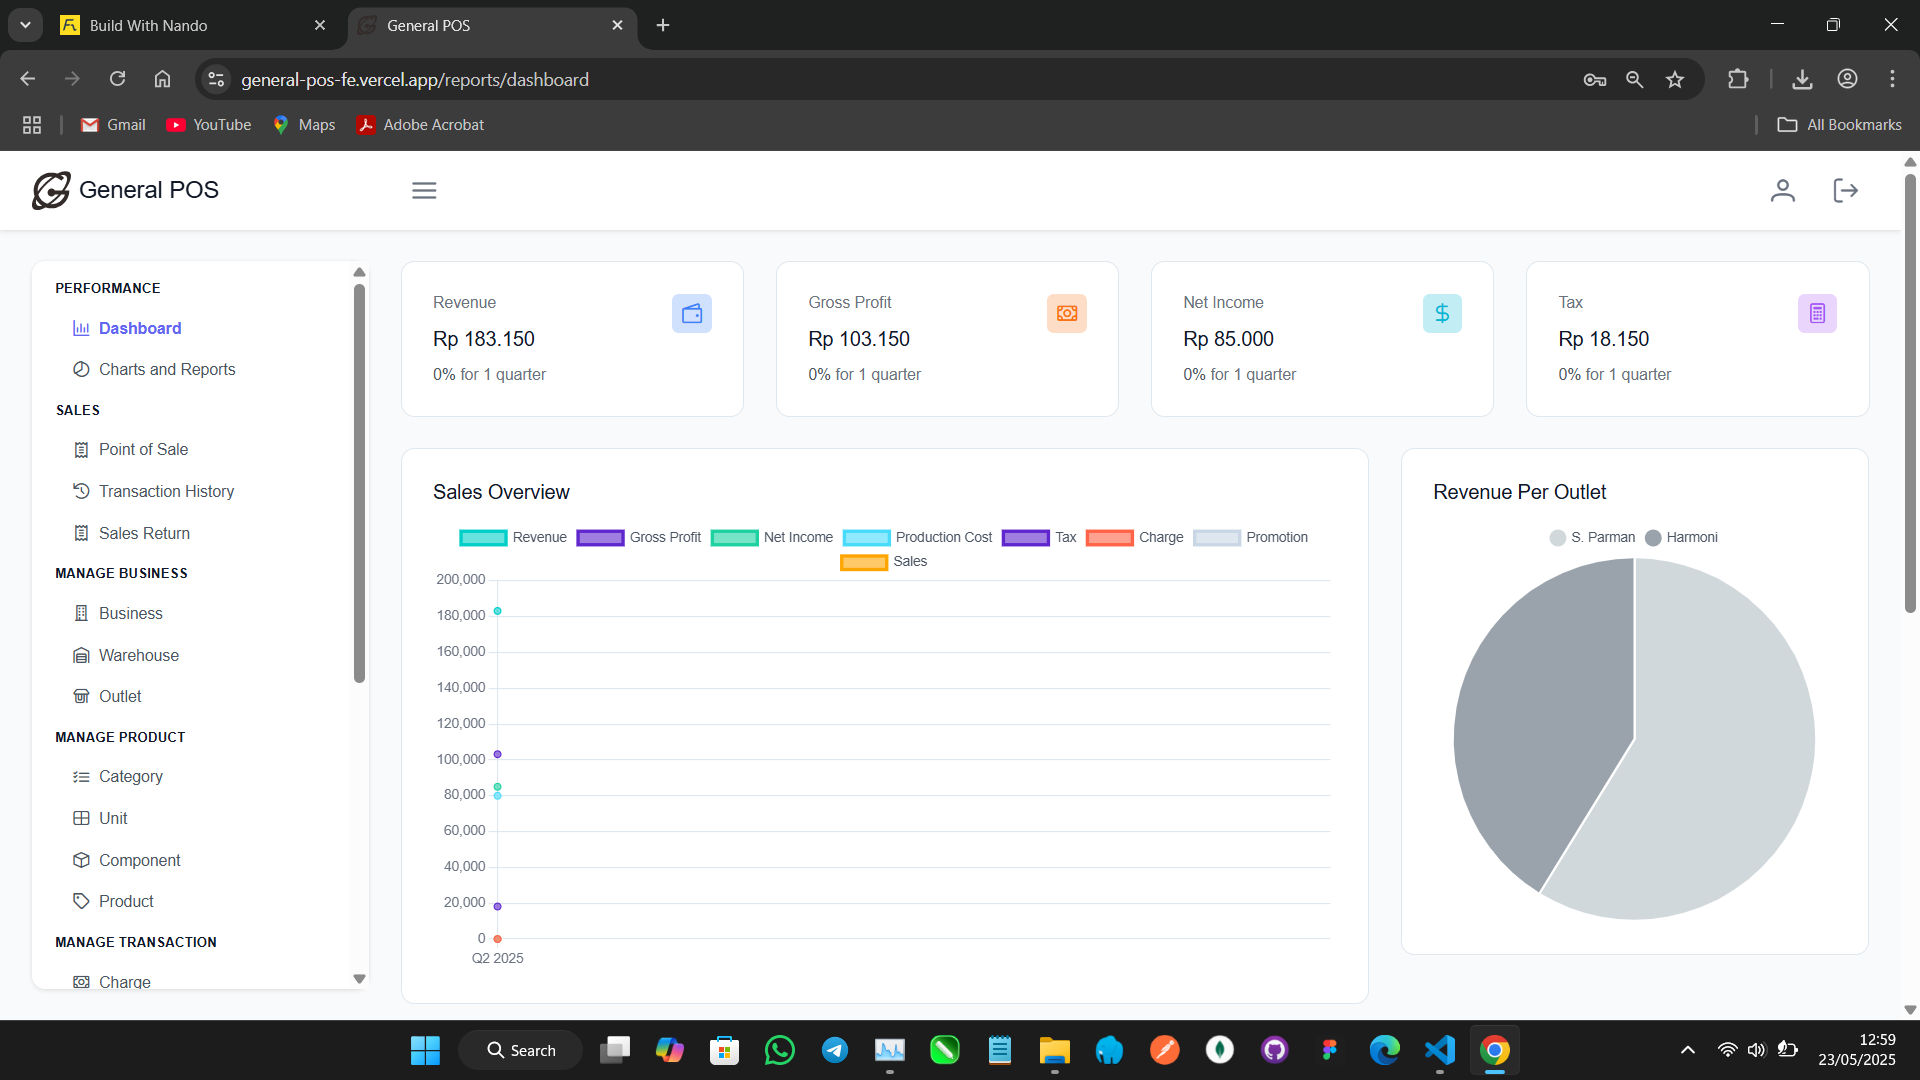 Build With Nando
General POS
general-pos-fe.vercel.app/reports/dashboard
Gmail
YouTube
Maps
Adobe Acrobat
All Bookmarks
General POS
PERFORMANCE
Dashboard
Charts and Reports
SALES
Point of Sale
Transaction History
Sales Return
MANAGE BUSINESS
Business
Warehouse
Outlet
MANAGE PRODUCT
Category
Unit
Component
Product
MANAGE TRANSACTION
Charge
Revenue
Rp 183.150
0% for 1 quarter
Gross Profit
Rp 103.150
0% for 1 quarter
Net Income
Rp 85.000
0% for 1 quarter
Tax
Rp 18.150
0% for 1 quarter
Sales Overview
Revenue Gross Profit Net Income Production Cost Tax Charge Promotion
Sales
200,000
180,000
160,000
140,000
120,000
100,000
80,000
60,000
40,000
20,000
0
Q2 2025
Revenue Per Outlet
S. Parman Harmoni
Search
12:59
23/05/2025